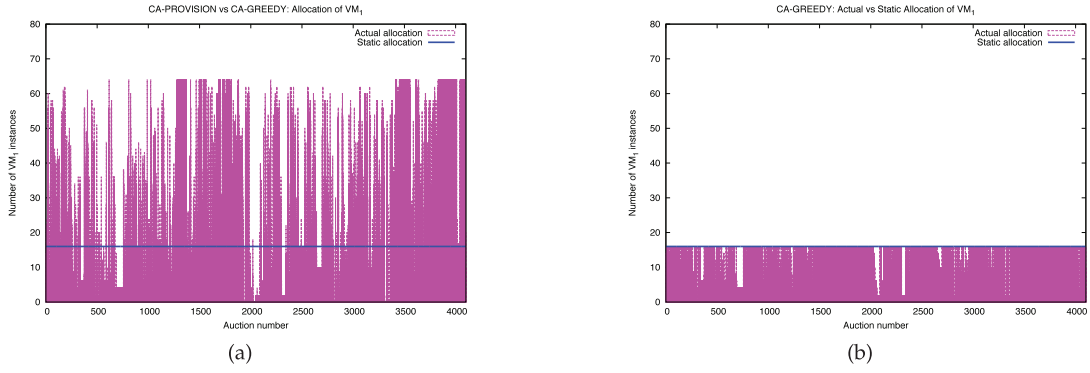 CA-PROVISION vs CA-GREEDY: Allocation of VM1
80
70
60
50
40
30
20
10
0
Number of VM1 instances
Actual allocation
Static allocation
0 500 1000 1500 2000 2500 3000 3500 4000
Auction number
(a)
CA-GREEDY: Actual vs Static Allocation of VM1
80
70
60
50
40
30
20
10
0
Number of VM1 instances
Actual allocation
Static allocation
0 500 1000 1500 2000 2500 3000 3500 4000
Auction number
(b)